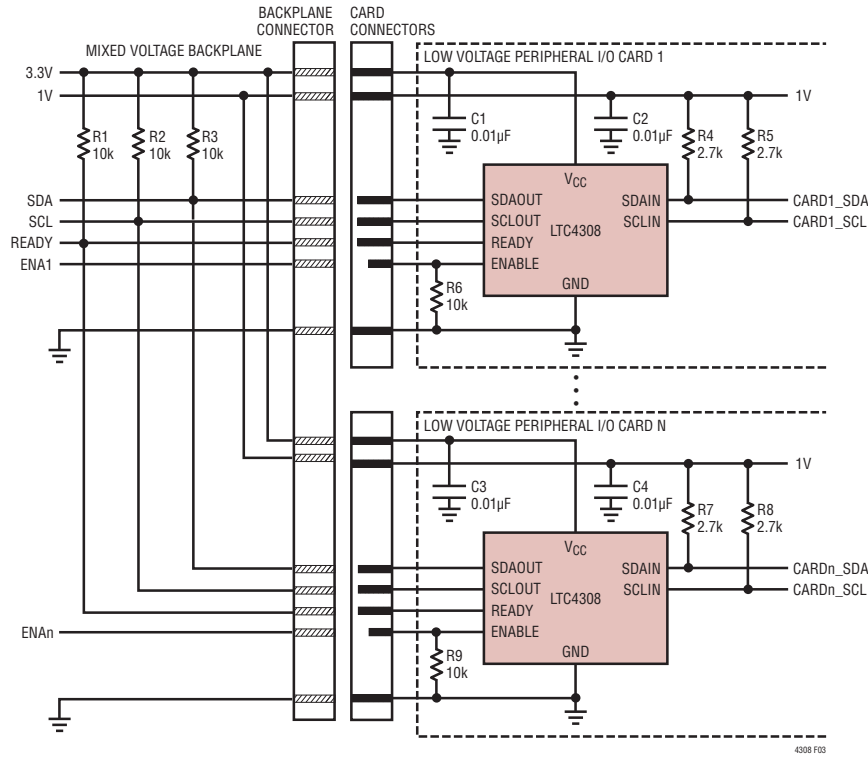 BACKPLANE
CONNECTOR
CARD
CONNECTORS
MIXED VOLTAGE BACKPLANE
LOW VOLTAGE PERIPHERAL I/O CARD 1
3.3V
1V
1V
R1
10k
R2
10k
R3
10k
C1
0.01µF
C2
0.01µF
R4
2.7k
R5
2.7k
VCC
SDA
SDAOUT
SDAIN
CARD1_SDA
SCL
SCLOUT
LTC4308
SCLIN
CARD1_SCL
READY
READY
ENA1
ENABLE
GND
R6
10k
LOW VOLTAGE PERIPHERAL I/O CARD N
1V
C3
0.01µF
C4
0.01µF
R7
2.7k
R8
2.7k
VCC
SDAOUT
SDAIN
CARDn_SDA
SCLOUT
LTC4308
SCLIN
CARDn_SCL
READY
ENAn
ENABLE
GND
R9
10k
4308 F03